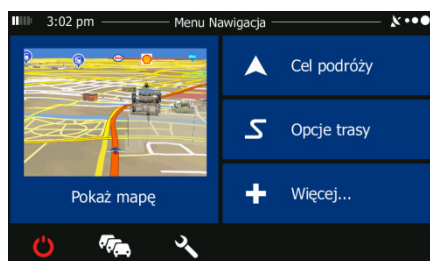 3:02 pm
Menu Nawigacja
Pokaż mapę
Cel podróży
Opcje trasy
Więcej...